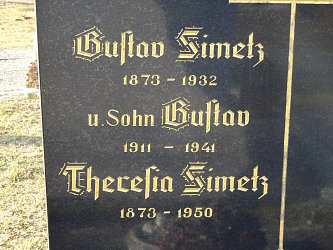 Gustav Simetz
1873 - 1932
u. Sohn Gustav
1911 - 1941
Theresia Simetz
1873 - 1950